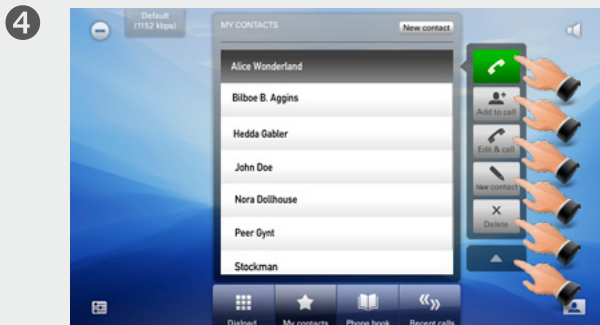 4
Default
(1152 kbps)
MY CONTACTS
New contact
Alice Wonderland
Bilboe B. Aggins
Hedda Gabler
John Doe
Nora Dollhouse
Peer Gynt
Stockman
Add to call
Edit & call
New contact
Delete
Dialpad
My contacts
Phone book
Recent calls